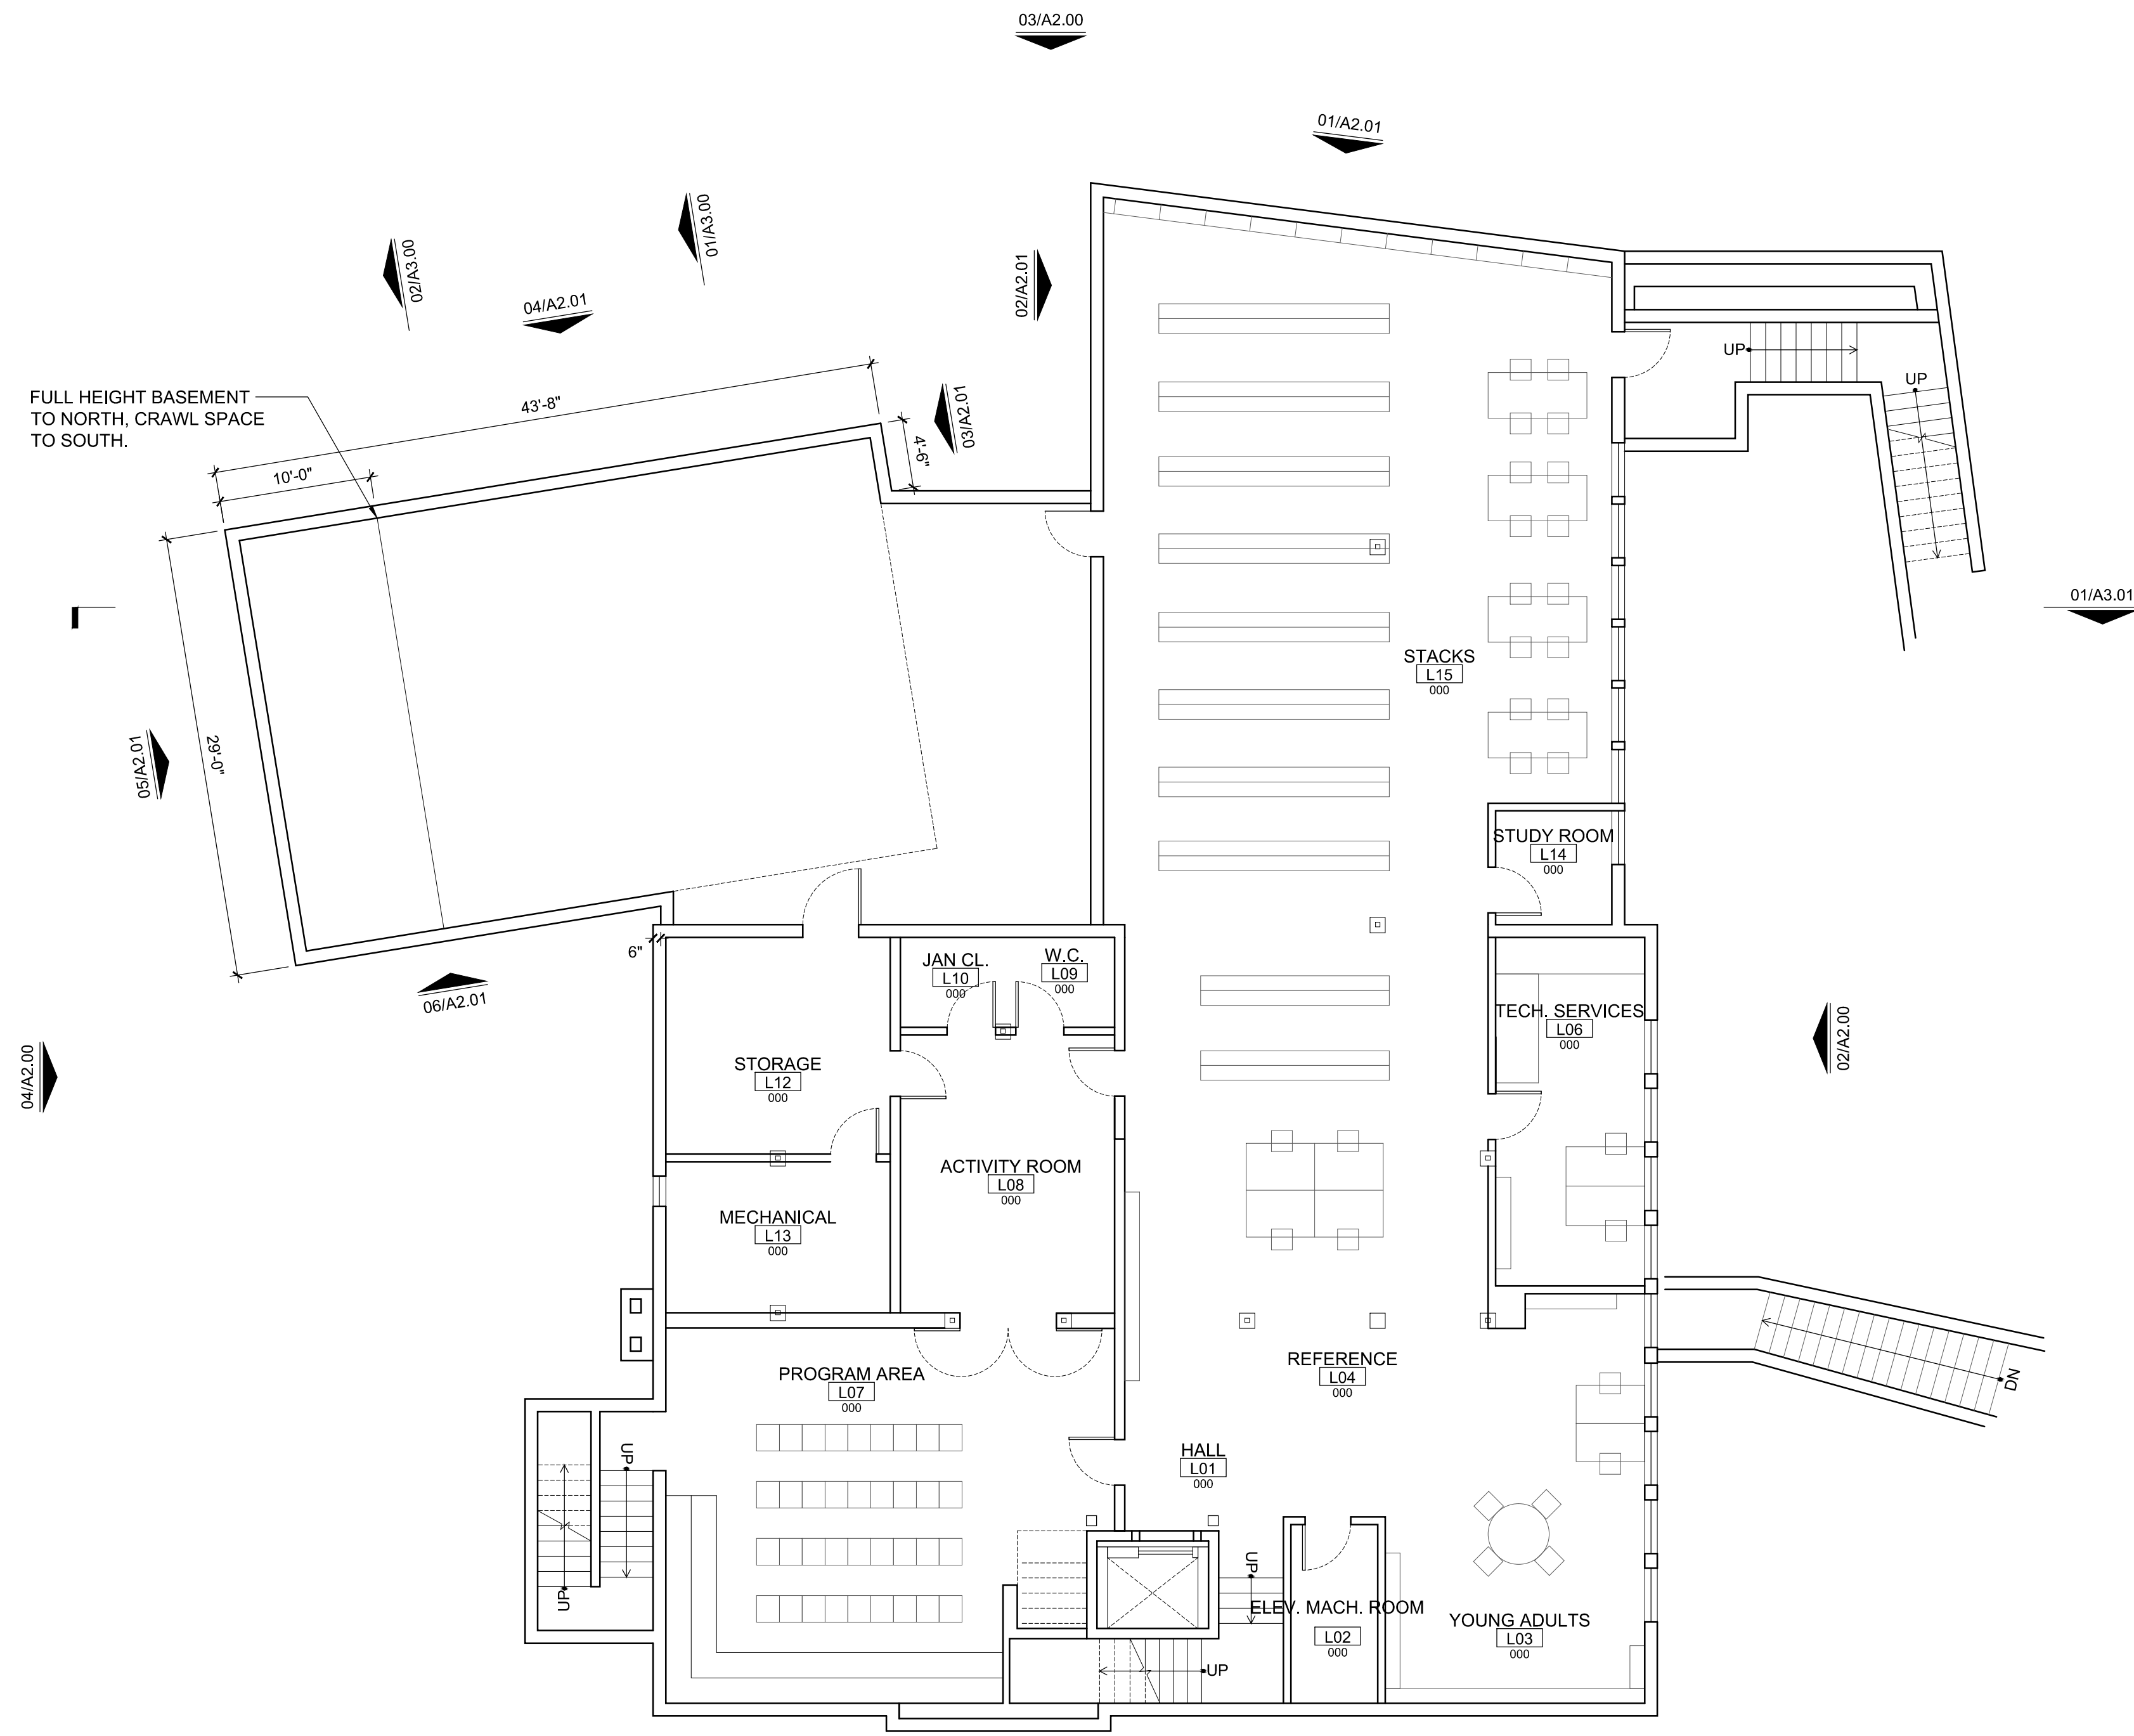 03/A2.00
01/A2.01
01/A3.00
02/A3.00
04/A2.01
02/A2.01
UP
UP
FULL HEIGHT BASEMENT
TO NORTH, CRAWL SPACE
TO SOUTH.
43'-8"
03/A2.01
4'-6"
10'-0"
01/A3.01
STACKS
L15
000
05/A2.01
29'-0"
STUDY ROOM
L14
000
6"
JAN CL.
L10
000
W.C.
L09
000
06/A2.01
TECH. SERVICES
L06
000
04/A2.00
02/A2.00
STORAGE
L12
000
ACTIVITY ROOM
L08
000
MECHANICAL
L13
000
REFERENCE
L04
000
PROGRAM AREA
L07
000
DN
HALL
L01
000
UP
UP
UP
ELEV. MACH. ROOM
L02
000
YOUNG ADULTS
L03
000
UP